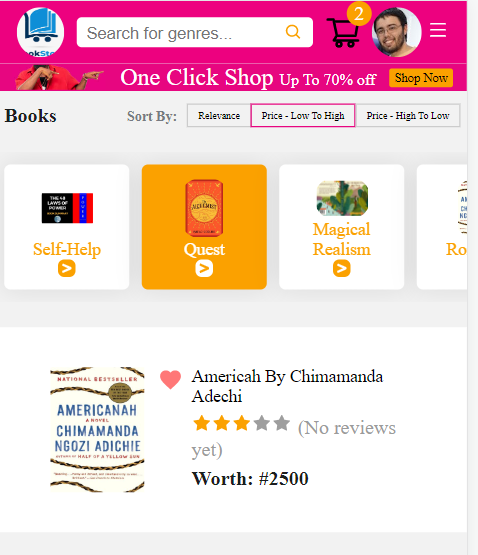 okSto
Search for genres...
2
One Click Shop Up To 70% off Shop Now
Books
Sort By: Relevance Price - Low To High Price - High To Low
THE 48
LAWS OF
POWER
ALCHEMIST
Self-Help
Quest
Magical
Realism
Ro
NATIONAL BESTSELLER
AMERICANAH
A NOVEL
CHIMAMANDA
NGOZI ADICHIE
AUTHOR OF HALF OF A YELLOW SUN
Americah By Chimamanda
Adechi
(No reviews
yet)
Worth: #2500